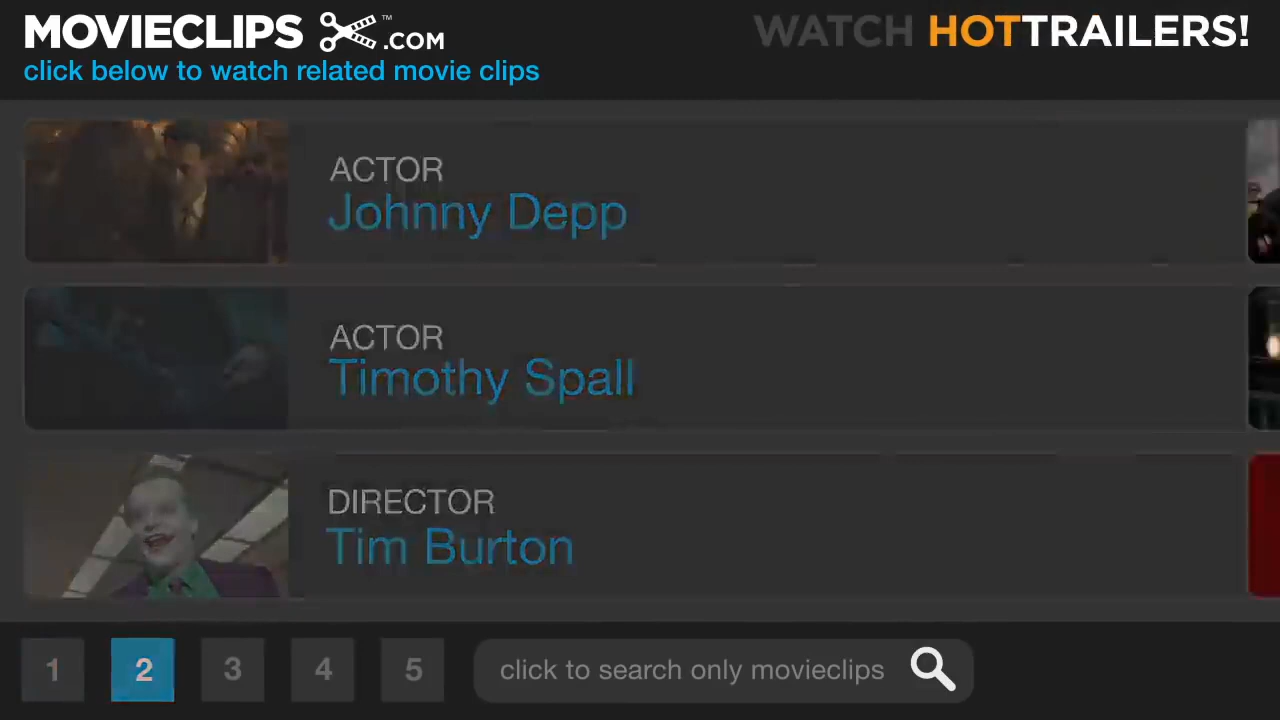 MOVIECLIPS ™.COM
WATCH HOTTRAILERS!
click below to watch related movie clips
ACTOR
Johnny Depp
ACTOR
Timothy Spall
DIRECTOR
Tim Burton
1 2 3 4 5
click to search only movieclips